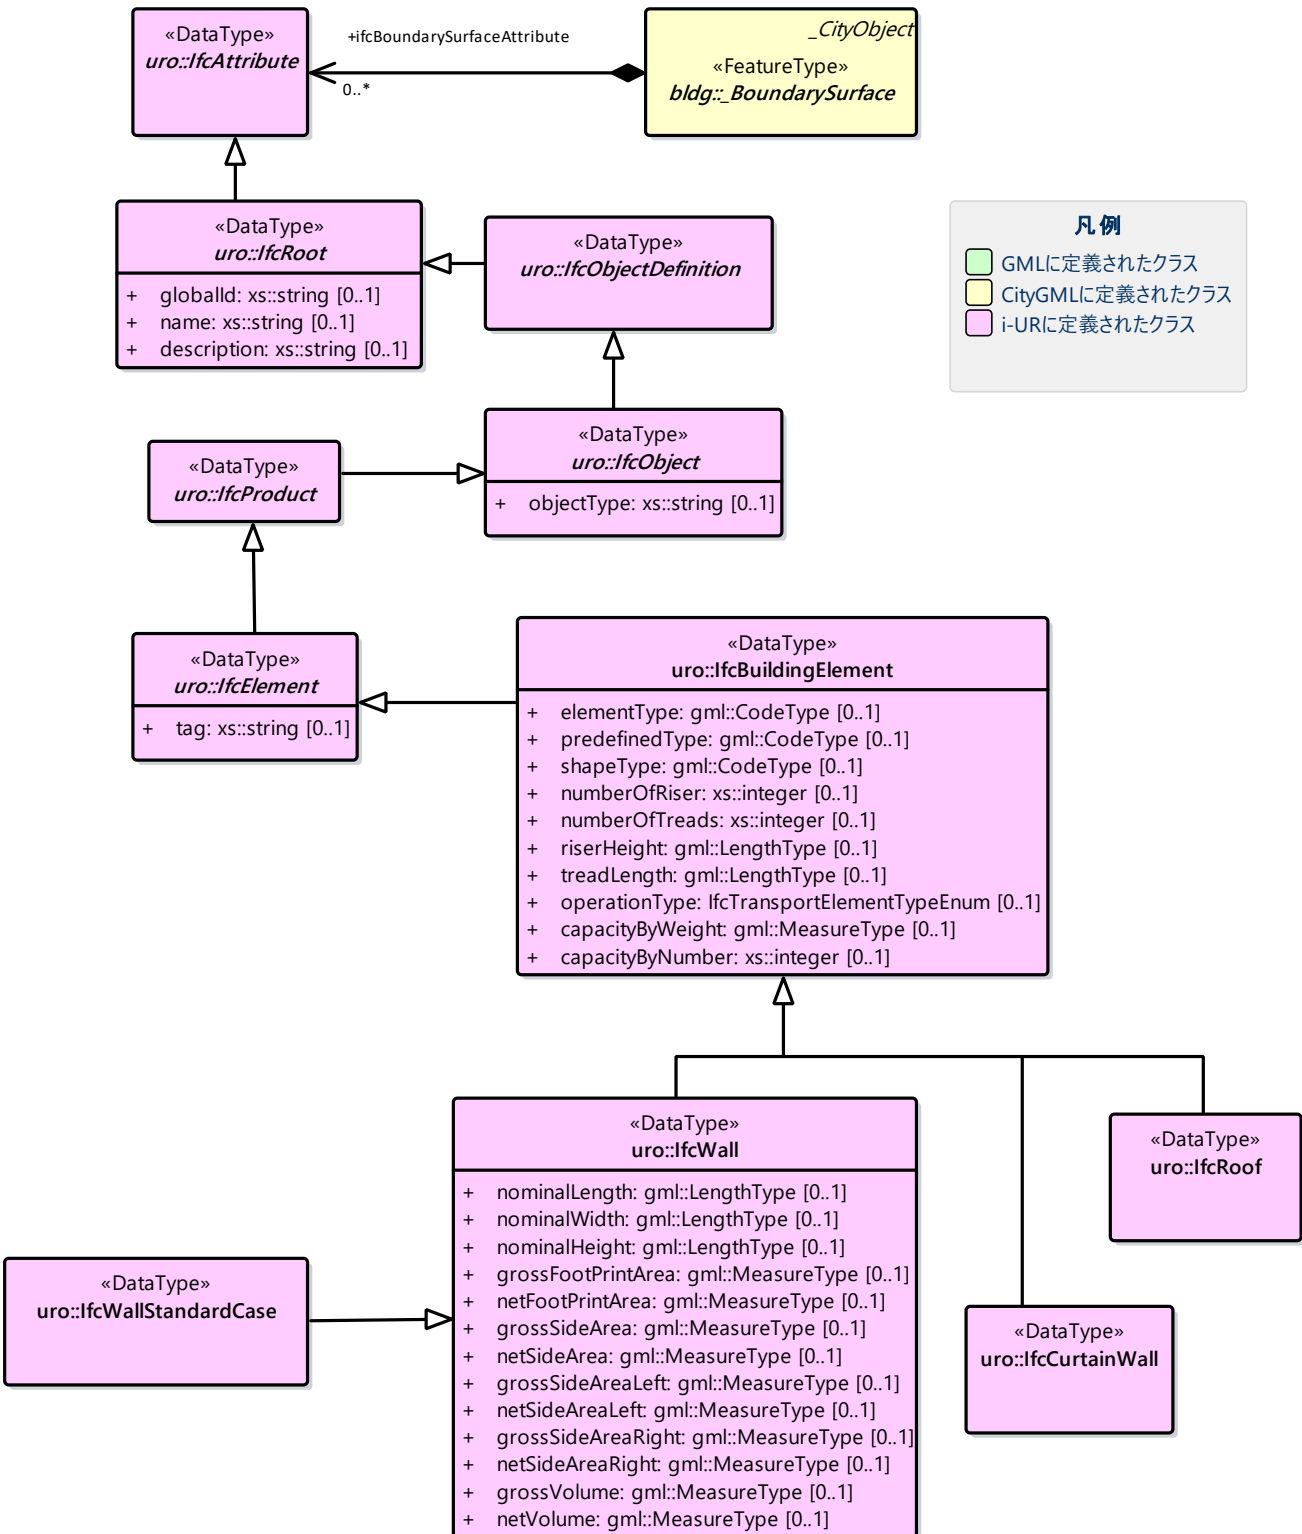 «DataType»
uro::IfcAttribute
+ifcBoundarySurfaceAttribute
0..*
_CityObject
«FeatureType»
bldg::_BoundarySurface
«DataType»
uro::IfcRoot
+ globalId: xs::string [0..1]
+ name: xs::string [0..1]
+ description: xs::string [0..1]
«DataType»
uro::IfcObjectDefinition
凡例
GMLに定義されたクラス
CityGMLに定義されたクラス
i-URに定義されたクラス
«DataType»
uro::IfcProduct
«DataType»
uro::IfcObject
+ objectType: xs::string [0..1]
«DataType»
uro::IfcElement
+ tag: xs::string [0..1]
«DataType»
uro::IfcBuildingElement
+ elementType: gml::CodeType [0..1]
+ predefinedType: gml::CodeType [0..1]
+ shapeType: gml::CodeType [0..1]
+ numberOfRiser: xs::integer [0..1]
+ numberOfTreads: xs::integer [0..1]
+ riserHeight: gml::LengthType [0..1]
+ treadLength: gml::LengthType [0..1]
+ operationType: IfcTransportElementTypeEnum [0..1]
+ capacityByWeight: gml::MeasureType [0..1]
+ capacityByNumber: xs::integer [0..1]
«DataType»
uro::IfcWall
+ nominalLength: gml::LengthType [0..1]
+ nominalWidth: gml::LengthType [0..1]
+ nominalHeight: gml::LengthType [0..1]
+ grossFootPrintArea: gml::MeasureType [0..1]
+ netFootPrintArea: gml::MeasureType [0..1]
+ grossSideArea: gml::MeasureType [0..1]
+ netSideArea: gml::MeasureType [0..1]
+ grossSideAreaLeft: gml::MeasureType [0..1]
+ netSideAreaLeft: gml::MeasureType [0..1]
+ grossSideAreaRight: gml::MeasureType [0..1]
+ netSideAreaRight: gml::MeasureType [0..1]
+ grossVolume: gml::MeasureType [0..1]
+ netVolume: gml::MeasureType [0..1]
«DataType»
uro::IfcRoof
«DataType»
uro::IfcWallStandardCase
«DataType»
uro::IfcCurtainWall